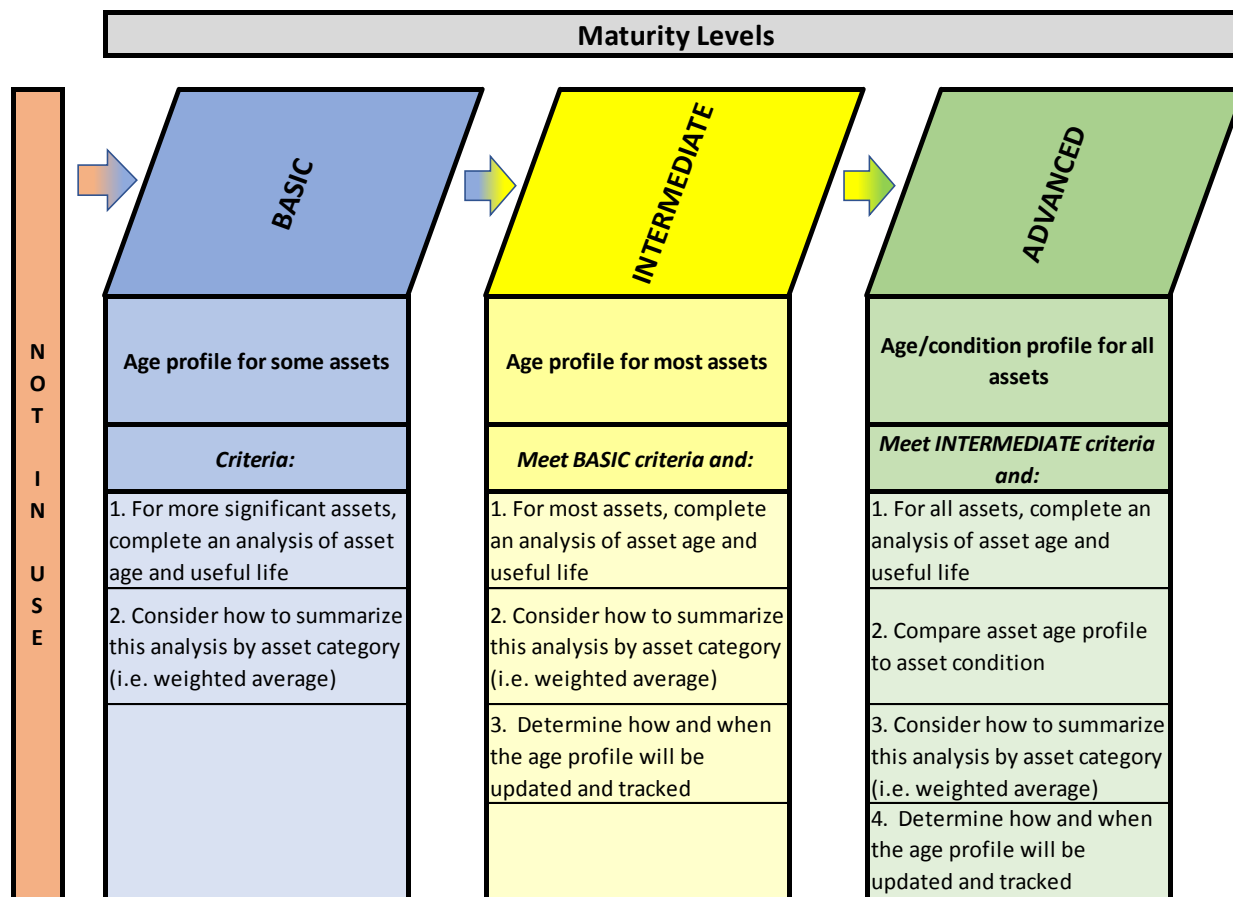 Maturity Levels
NOT IN USE
BASIC
Age profile for some assets
Criteria:
1. For more significant assets,
complete an analysis of asset
age and useful life
2. Consider how to summarize
this analysis by asset category
(i.e. weighted average)
INTERMEDIATE
Age profile for most assets
Meet BASIC criteria and:
1. For most assets, complete
an analysis of asset age and
useful life
2. Consider how to summarize
this analysis by asset category
(i.e. weighted average)
3.  Determine how and when
the age profile will be
updated and tracked
ADVANCED
Age/condition profile for all
assets
Meet INTERMEDIATE criteria
and:
1. For all assets, complete an
analysis of asset age and
useful life
2. Compare asset age profile
to asset condition
3. Consider how to summarize
this analysis by asset category
(i.e. weighted average)
4.  Determine how and when
the age profile will be
updated and tracked